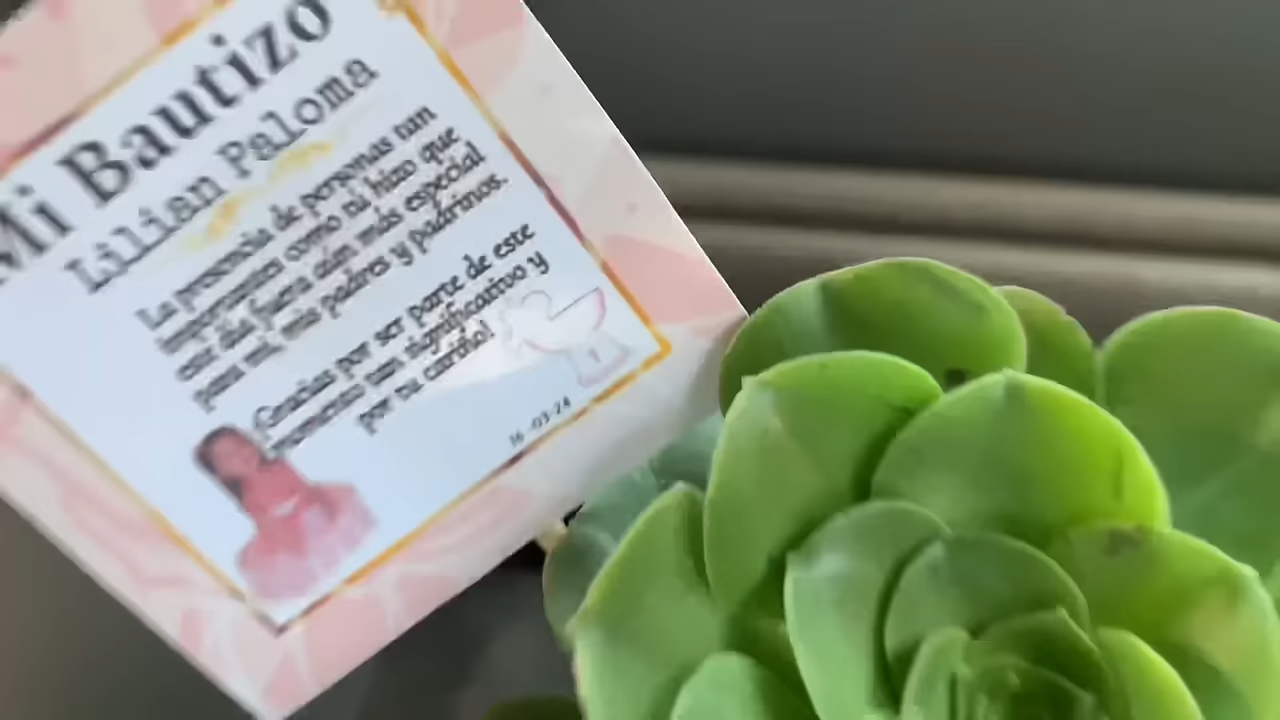 Mi Bautizo
Lilian Paloma
La presencia de personas tan
importantes como tú hizo que
este día fuera aún más especial
para mí, mis padres y padrinos.
¡Gracias por ser parte de este
momento tan significativo y
por tu cariño!
16 -03-24